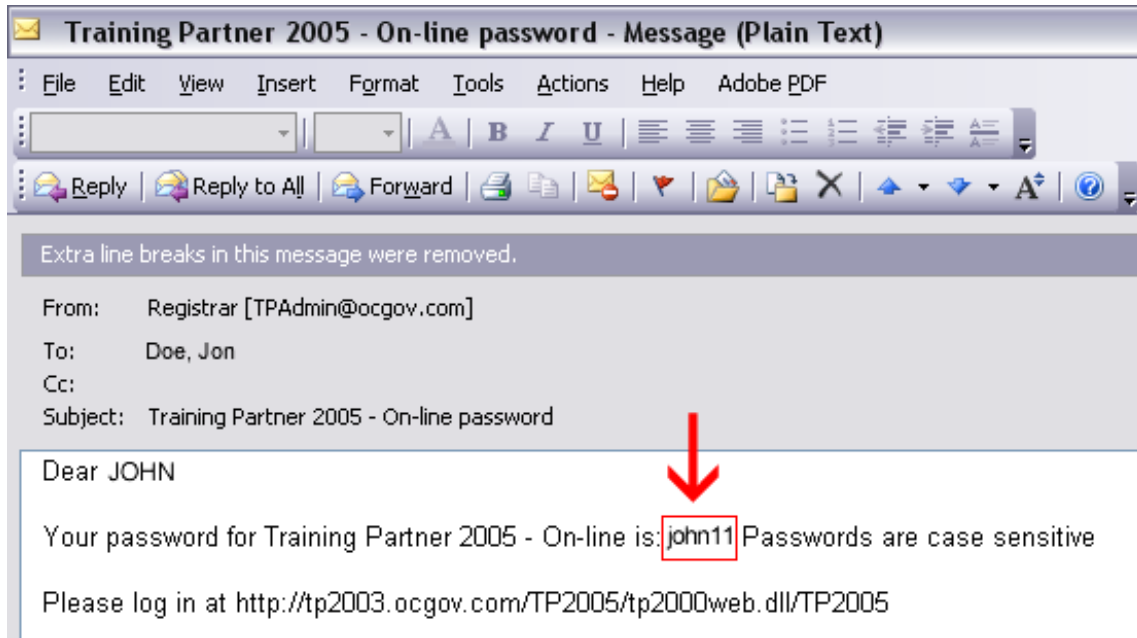 Training Partner 2005 - On-line password - Message (Plain Text)
File Edit View Insert Format Tools Actions Help Adobe PDF
A B I U
Reply Reply to All Forward A
Extra line breaks in this message were removed.
From: Registrar [TPAdmin@ocgov.com]
To: Doe, Jon
Cc:
Subject: Training Partner 2005 - On-line password
Dear JOHN
Your password for Training Partner 2005 - On-line is: john11 Passwords are case sensitive
Please log in at http://tp2003.ocgov.com/TP2005/tp2000web.dll/TP2005